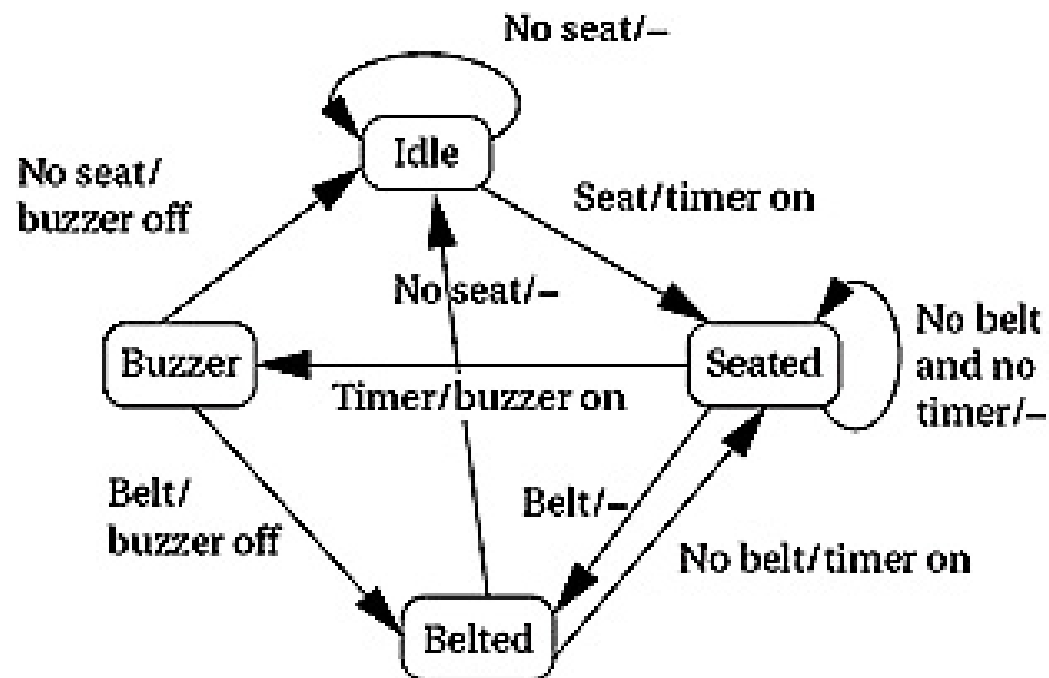 No seat/–
Idle
No seat/
buzzer off
Seat/timer on
No seat/–
Buzzer
Seated
No belt
and no
timer/–
Timer/buzzer on
Belt/
buzzer off
Belt/–
No belt/timer on
Belted